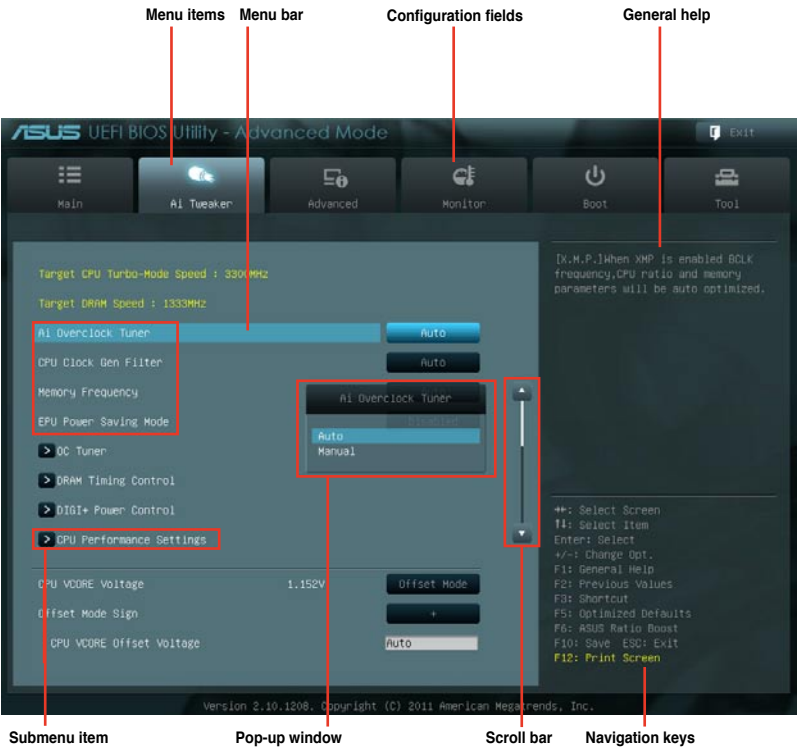 Menu items Menu bar Configuration fields General help
ASUS UEFI BIOS Utility - Advanced Mode Exit
Main Ai Tweaker Advanced Monitor Boot Tool
[X.M.P.]When XMP is enabled BCLK
frequency,CPU ratio and memory
parameters will be auto optimized.
Target CPU Turbo-Mode Speed : 3300MHz
Target DRAM Speed : 1333MHz
Ai Overclock Tuner Auto
CPU Clock Gen Filter Auto
Memory Frequency
EPU Power Saving Mode Disabled
Ai Overclock Tuner
Auto
Manual
> OC Tuner
> DRAM Timing Control
> DIGI+ Power Control
> CPU Performance Settings
CPU VCORE Voltage 1.152V Offset Mode
Offset Mode Sign +
CPU VCORE Offset Voltage Auto
→←: Select Screen
↑↓: Select Item
Enter: Select
+/-: Change Opt.
F1: General Help
F2: Previous Values
F3: Shortcut
F5: Optimized Defaults
F6: ASUS Ratio Boost
F10: Save ESC: Exit
F12: Print Screen
Version 2.10.1208. Copyright (C) 2011 American Megatrends, Inc.
Submenu item Pop-up window Scroll bar Navigation keys